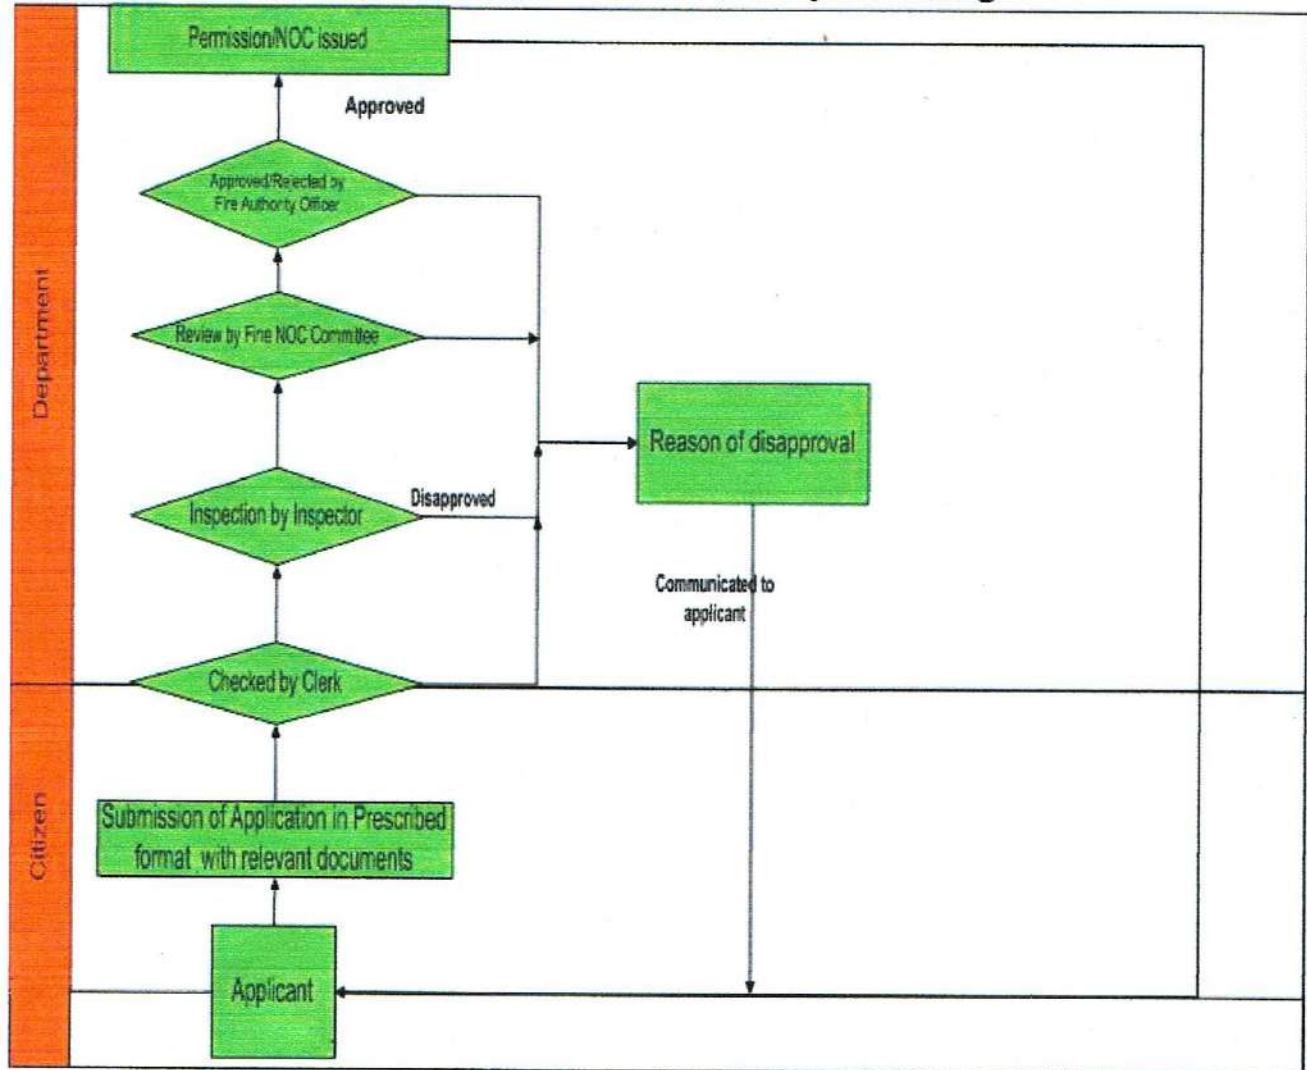 Permission/NOC issued
Approved
Approved/Rejected by
Fire Authority Officer
Review by Fine NOC Committee
Department
Reason of disapproval
Disapproved
Inspection by Inspector
Communicated to
applicant
Checked by Clerk
Submission of Application in Prescribed
format with relevant documents
Citizen
Applicant